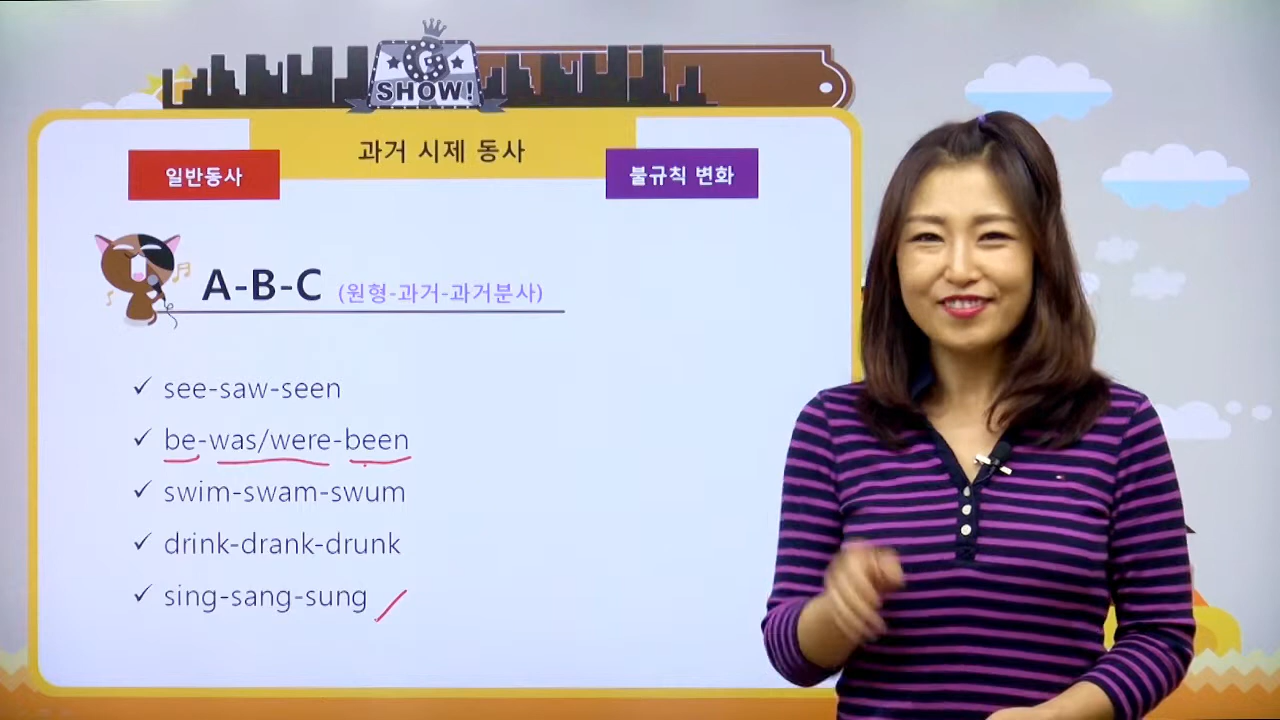 G
SHOW!
과거 시제 동사
일반동사
불규칙 변화
A-B-C (원형-과거-과거분사)
✓ see-saw-seen
✓ be-was/were-been
✓ swim-swam-swum
✓ drink-drank-drunk
✓ sing-sang-sung